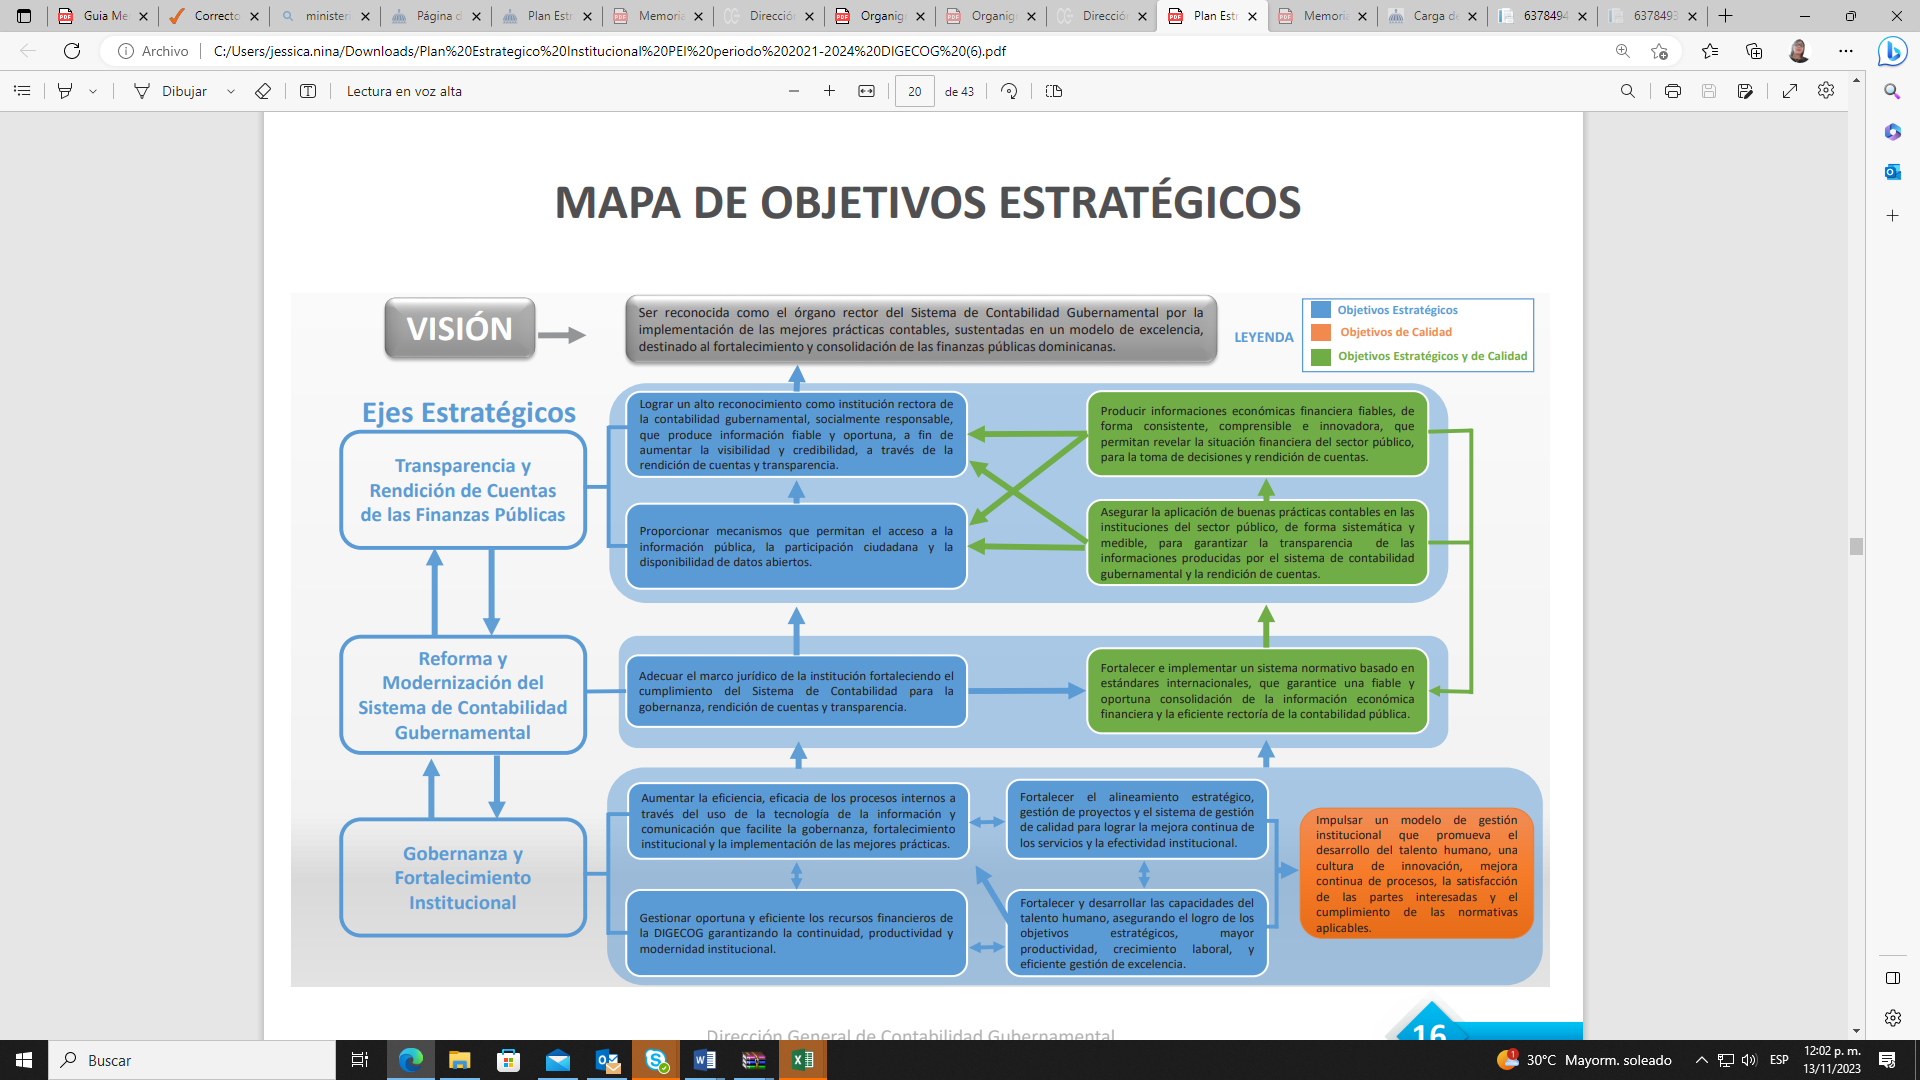 Guia Me
Correcto
minister
Página d
Plan Estr
Memoria
Direcció
Organigr
Organigr
Direcció
Plan Estr
Memoria
Carga de
6378494
6378493
Archivo
C:/Users/jessica.nina/Downloads/Plan%20Estrategico%20Institucional%20PEI%20periodo%202021-2024%20DIGECOG%20(6).pdf
Dibujar
Lectura en voz alta
20
de 43
MAPA DE OBJETIVOS ESTRATÉGICOS
VISIÓN
Ser reconocida como el órgano rector del Sistema de Contabilidad Gubernamental por la
implementación de las mejores prácticas contables, sustentadas en un modelo de excelencia,
destinado al fortalecimiento y consolidación de las finanzas públicas dominicanas.
LEYENDA
Objetivos Estratégicos
Objetivos de Calidad
Objetivos Estratégicos y de Calidad
Ejes Estratégicos
Transparencia y
Rendición de Cuentas
de las Finanzas Públicas
Lograr un alto reconocimiento como institución rectora de
la contabilidad gubernamental, socialmente responsable,
que produce información fiable y oportuna, a fin de
aumentar la visibilidad y credibilidad, a través de la
rendición de cuentas y transparencia.
Producir informaciones económicas financiera fiables, de
forma consistente, comprensible e innovadora, que
permitan revelar la situación financiera del sector público,
para la toma de decisiones y rendición de cuentas.
Proporcionar mecanismos que permitan el acceso a la
información pública, la participación ciudadana y la
disponibilidad de datos abiertos.
Asegurar la aplicación de buenas prácticas contables en las
instituciones del sector público, de forma sistemática y
medible, para garantizar la transparencia de las
informaciones producidas por el sistema de contabilidad
gubernamental y la rendición de cuentas.
Reforma y
Modernización del
Sistema de Contabilidad
Gubernamental
Adecuar el marco jurídico de la institución fortaleciendo el
cumplimiento del Sistema de Contabilidad para la
gobernanza, rendición de cuentas y transparencia.
Fortalecer e implementar un sistema normativo basado en
estándares internacionales, que garantice una fiable y
oportuna consolidación de la información económica
financiera y la eficiente rectoría de la contabilidad pública.
Gobernanza y
Fortalecimiento
Institucional
Aumentar la eficiencia, eficacia de los procesos internos a
través del uso de la tecnología de la información y
comunicación que facilite la gobernanza, fortalecimiento
institucional y la implementación de las mejores prácticas.
Fortalecer el alineamiento estratégico,
gestión de proyectos y el sistema de gestión
de calidad para lograr la mejora continua de
los servicios y la efectividad institucional.
Impulsar un modelo de gestión
institucional que promueva el
desarrollo del talento humano, una
cultura de innovación, mejora
continua de procesos, la satisfacción
de las partes interesadas y el
cumplimiento de las normativas
aplicables.
Gestionar oportuna y eficiente los recursos financieros de
la DIGECOG garantizando la continuidad, productividad y
modernidad institucional.
Fortalecer y desarrollar las capacidades del
talento humano, asegurando el logro de los
objetivos estratégicos, mayor
productividad, crecimiento laboral, y
eficiente gestión de excelencia.
Dirección General de Contabilidad Gubernamental
16
Buscar
1
30°C Mayorm. soleado
ESP
12:02 p. m.
13/11/2023